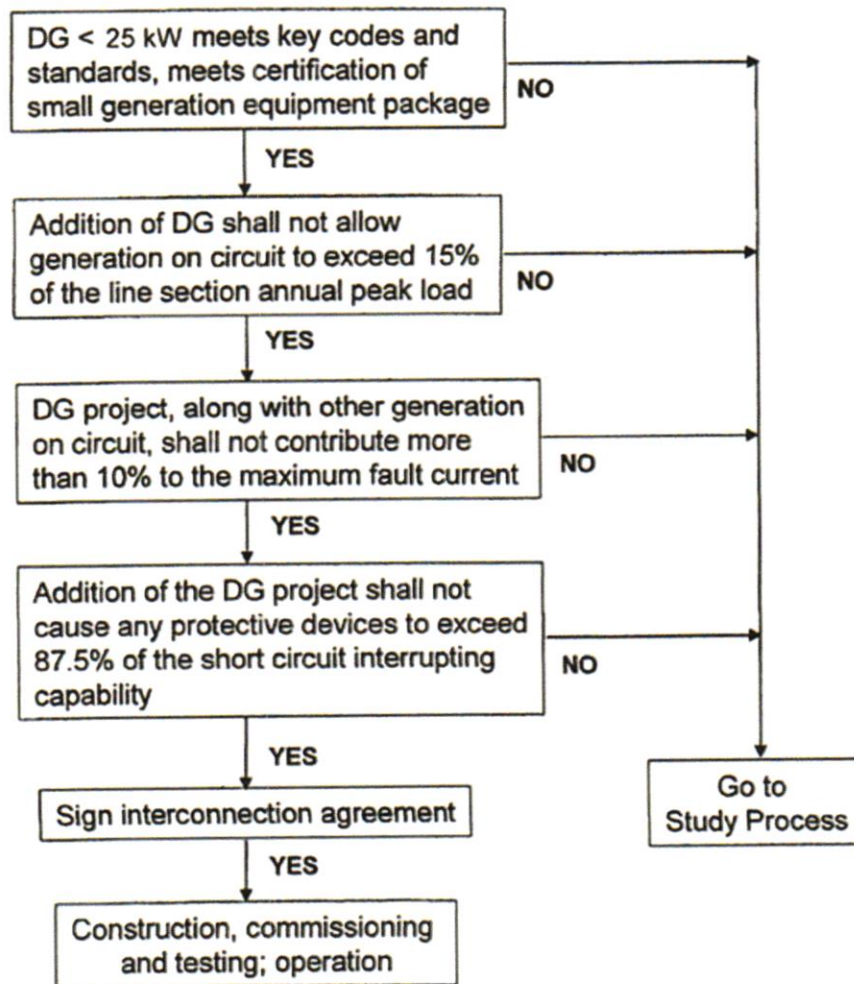 DG < 25 kW meets key codes and
standards, meets certification of
small generation equipment package
NO
YES
Addition of DG shall not allow
generation on circuit to exceed 15%
of the line section annual peak load
NO
YES
DG project, along with other generation
on circuit, shall not contribute more
than 10% to the maximum fault current
NO
YES
Addition of the DG project shall not
cause any protective devices to exceed
87.5% of the short circuit interrupting
capability
NO
YES
Sign interconnection agreement
Go to
Study Process
YES
Construction, commissioning
and testing; operation